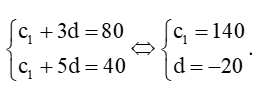 {c₁ + 3d = 80 ⇔ {c₁ = 140
{c₁ + 5d = 40 {d = −20.